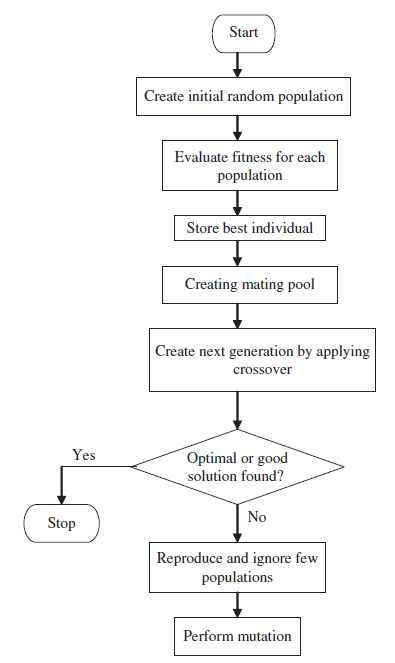 Start
Create initial random population
Evaluate fitness for each
population
Store best individual
Creating mating pool
Create next generation by applying
crossover
Optimal or good
solution found?
Yes
Stop
No
Reproduce and ignore few
populations
Perform mutation